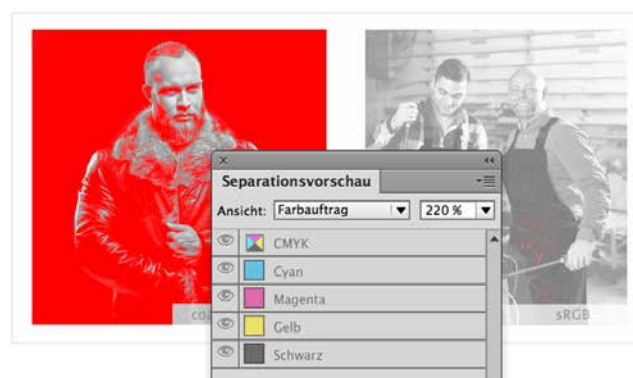 Separationsvorschau
Ansicht: Farbauftrag 220 %
CMYK
Cyan
Magenta
Gelb
Schwarz
sRGB